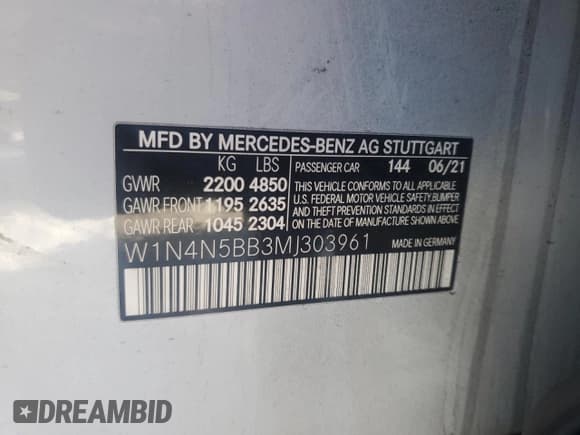 MFD BY MERCEDES-BENZ AG STUTTGART
KG LBS
GVWR 2200 4850
GAWR FRONT 1195 2635
GAWR REAR 1045 2304
PASSENGER CAR 144 06/21
THIS VEHICLE CONFORMS TO ALL APPLICABLE
U.S. FEDERAL MOTOR VEHICLE SAFETY,BUMPER
AND THEFT PREVENTION STANDARDS IN EFFECT
ON THE DATE OF MANUFACTURE SHOWN ABOVE.
W1N4N5BB3MJ303961
MADE IN GERMANY
DREAMBID